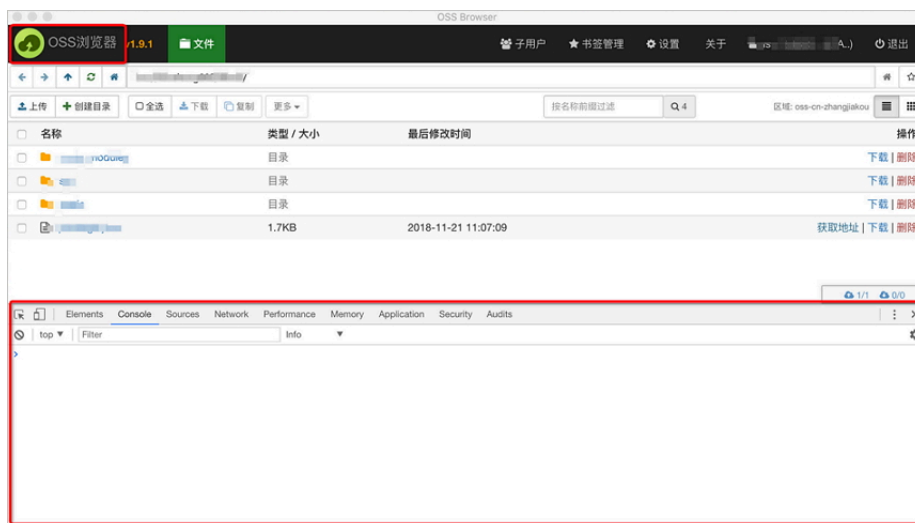 OSS Browser
OSS浏览器 v1.9.1 文件 子用户 书签管理 设置 关于 A..) 退出
/
上传 创建目录 全选 下载 复制 更多 按名称前缀过滤 4 区域: oss-cn-zhangjiakou
名称 类型 / 大小 最后修改时间 操作
目录 下载 | 删除
目录 下载 | 删除
目录 下载 | 删除
1.7KB 2018-11-21 11:07:09 获取地址 | 下载 | 删除
1/1 0/0
Elements Console Sources Network Performance Memory Application Security Audits
top Filter Info